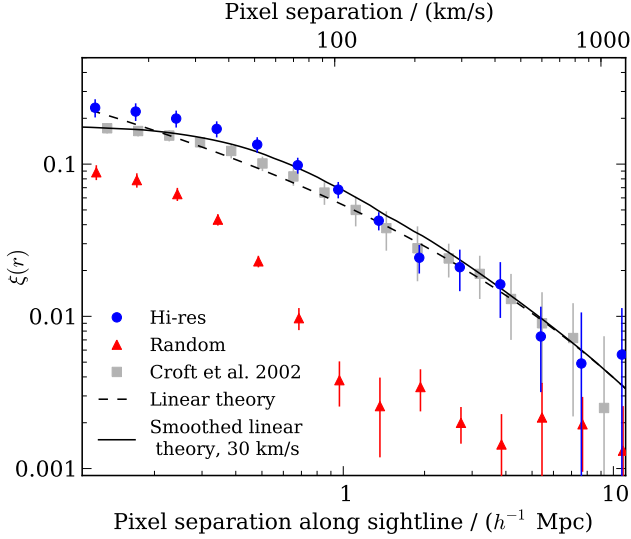 Pixel separation / (km/s)
100 1000
ξ(r)
0.1
0.01
0.001
Hi-res
Random
Croft et al. 2002
Linear theory
Smoothed linear
theory, 30 km/s
1 10
Pixel separation along sightline / (h⁻¹ Mpc)